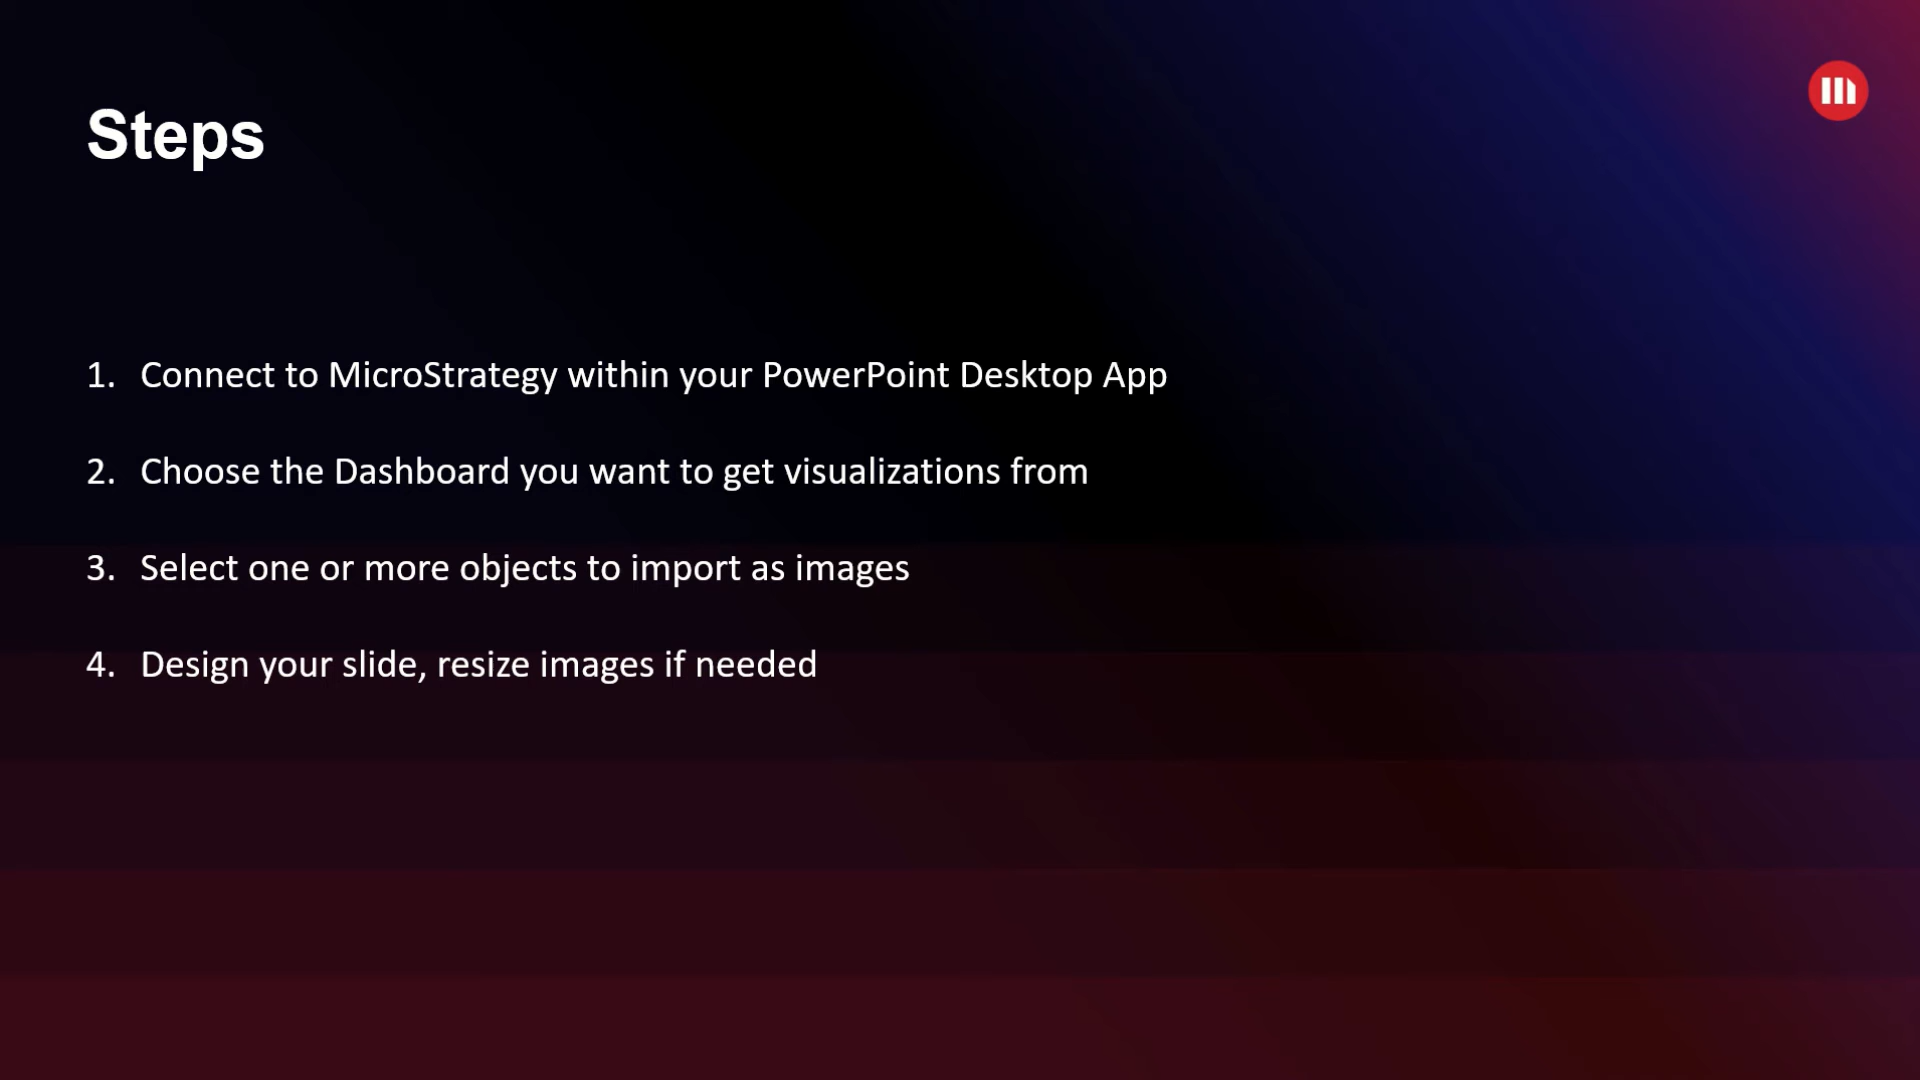 Steps
1. Connect to MicroStrategy within your PowerPoint Desktop App
2. Choose the Dashboard you want to get visualizations from
3. Select one or more objects to import as images
4. Design your slide, resize images if needed